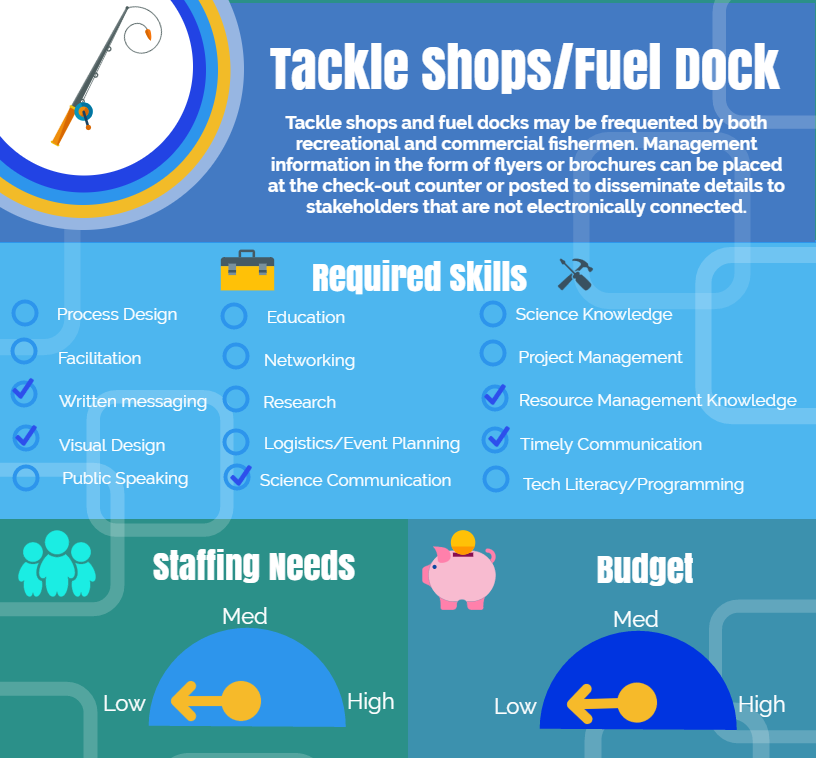 Tackle Shops/Fuel Dock
Tackle shops and fuel docks may be frequented by both
recreational and commercial fishermen. Management
information in the form of flyers or brochures can be placed
at the check-out counter or posted to disseminate details to
stakeholders that are not electronically connected.
Required Skills
Process Design
Facilitation
Written messaging
Visual Design
Public Speaking
Education
Networking
Research
Logistics/Event Planning
Science Communication
Science Knowledge
Project Management
Resource Management Knowledge
Timely Communication
Tech Literacy/Programming
Staffing Needs
Med
Low
High
Budget
Med
Low
High